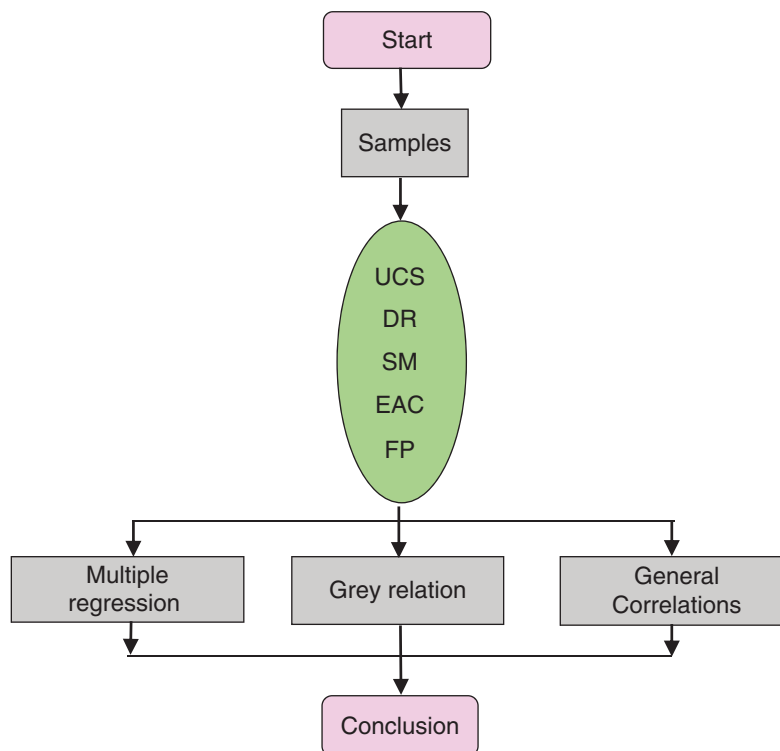 Start
Samples
UCS
DR
SM
EAC
FP
Multiple
regression
Grey relation
General
Correlations
Conclusion